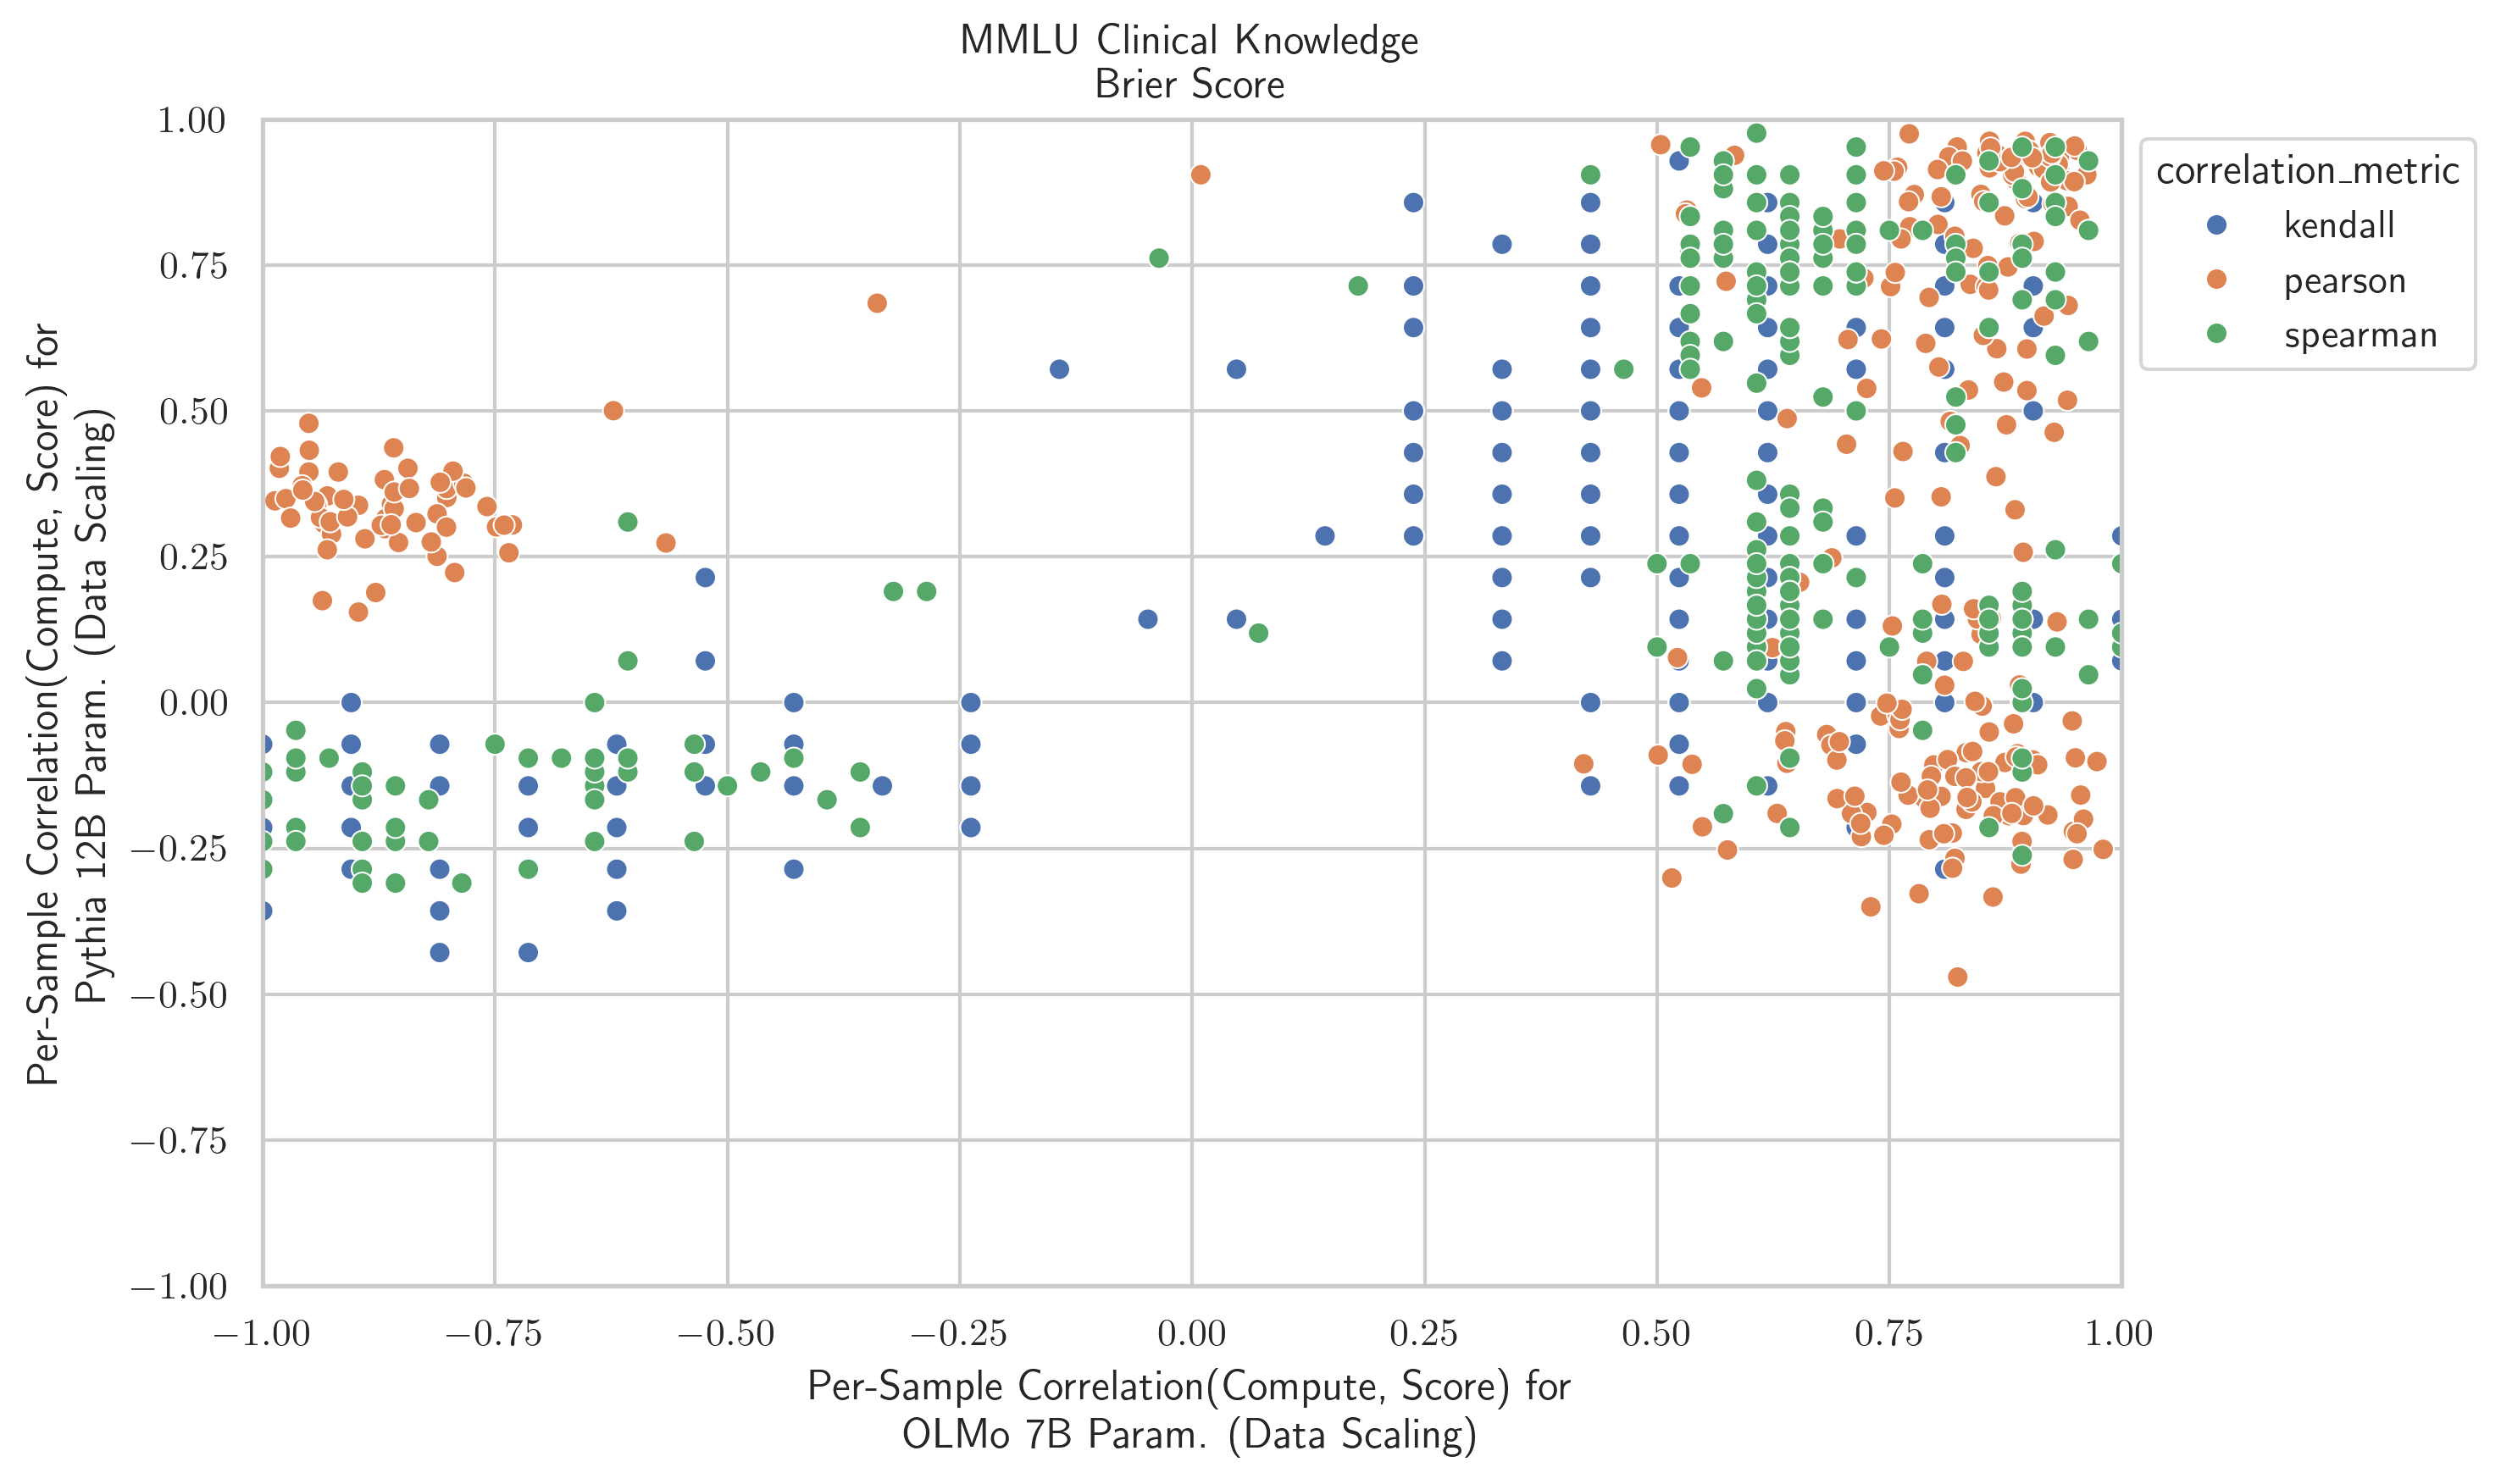 MMLU Clinical Knowledge
Brier Score
Per-Sample Correlation(Compute, Score) for
Pythia 12B Param. (Data Scaling)
1.00
0.75
0.50
0.25
0.00
−0.25
−0.50
−0.75
−1.00
−1.00
−0.75
−0.50
−0.25
0.00
0.25
0.50
0.75
1.00
Per-Sample Correlation(Compute, Score) for
OLMo 7B Param. (Data Scaling)
correlation_metric
kendall
pearson
spearman